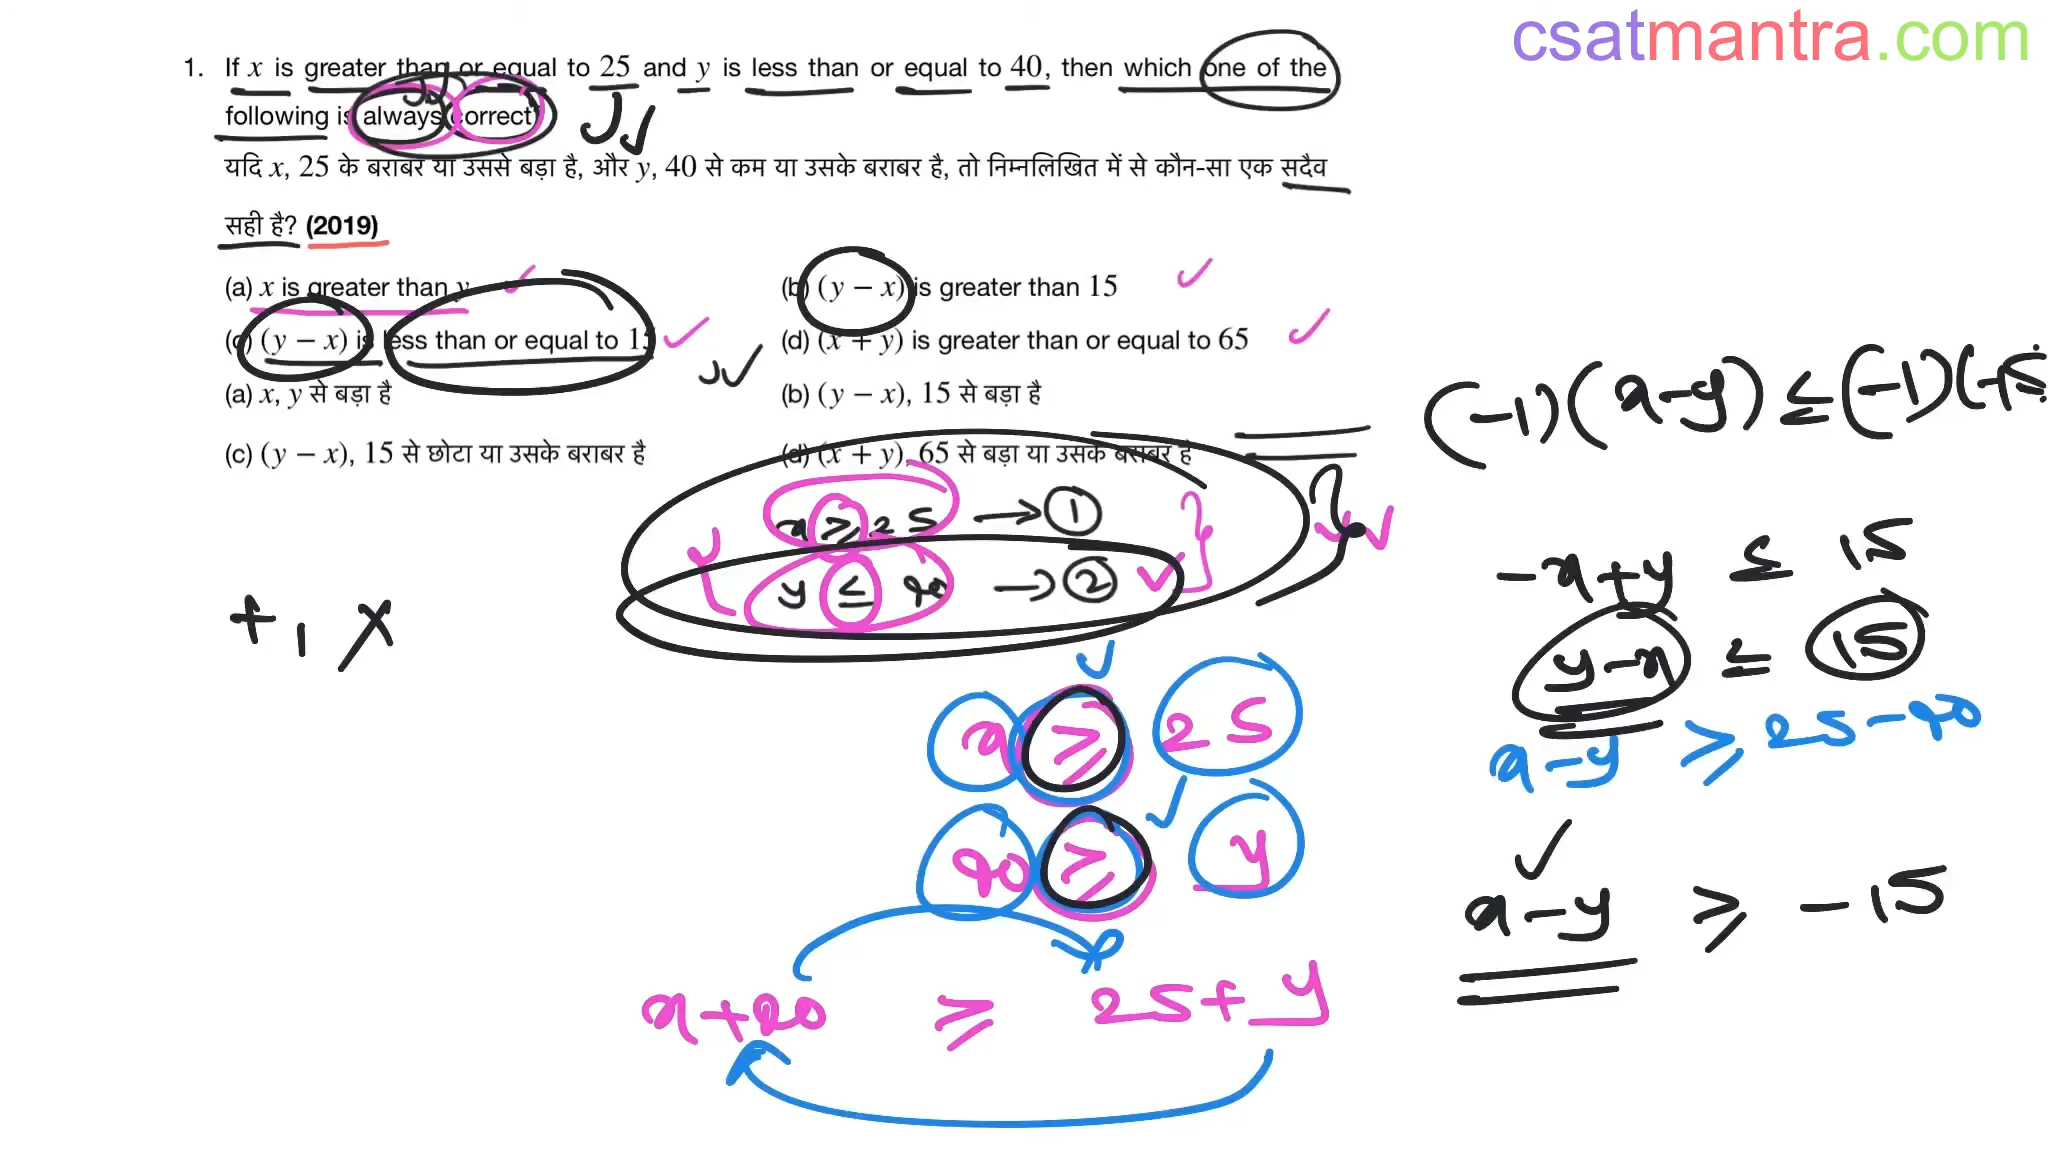 csatmantra.com
1. If x is greater than or equal to 25 and y is less than or equal to 40, then which one of the
following is always correct?
यदि x, 25 के बराबर या उससे बड़ा है, और y, 40 से कम या उसके बराबर है, तो निम्नलिखित में से कौन-सा एक सदैव
सही है? (2019)
(a) x is greater than y
(b) (y − x) is greater than 15
(c) (y − x) is less than or equal to 15
(d) (x + y) is greater than or equal to 65
(a) x, y से बड़ा है
(b) (y − x), 15 से बड़ा है
(c) (y − x), 15 से छोटा या उसके बराबर है
(d) (x + y), 65 से बड़ा या उसके बराबर है
x ≥ 25 → 1
y ≤ 40 → 2
+, x
x ≥ 25
40 ≥ y
x+40 ≥ 25+y
(-1)(x-y) ≤ (-1)(-15
-x+y ≤ 15
y-x ≤ 15
x-y ≥ 25-40
x-y ≥ -15